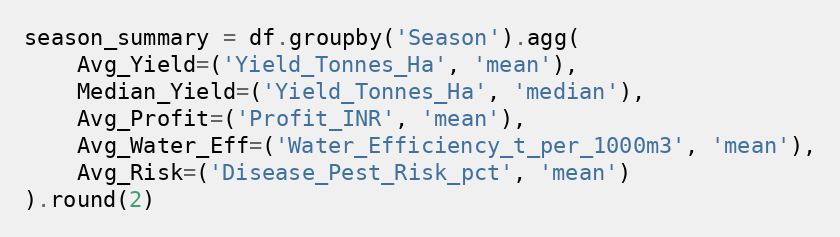 season_summary = df.groupby('Season').agg(
    Avg_Yield=('Yield_Tonnes_Ha', 'mean'),
    Median_Yield=('Yield_Tonnes_Ha', 'median'),
    Avg_Profit=('Profit_INR', 'mean'),
    Avg_Water_Eff=('Water_Efficiency_t_per_1000m3', 'mean'),
    Avg_Risk=('Disease_Pest_Risk_pct', 'mean')
).round(2)